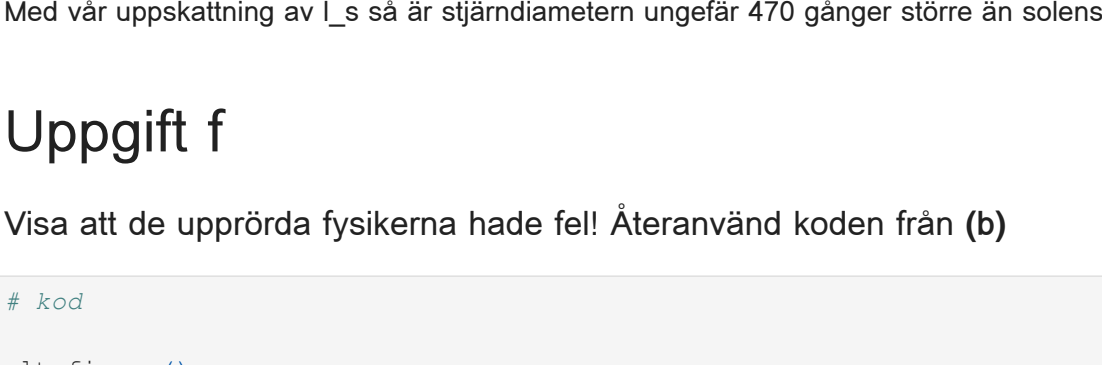 Med vår uppskattning av l_s så är stjärndiametern ungefär 470 gånger större än solens
Uppgift f
Visa att de upprörda fysikerna hade fel! Återanvänd koden från (b)
# kod